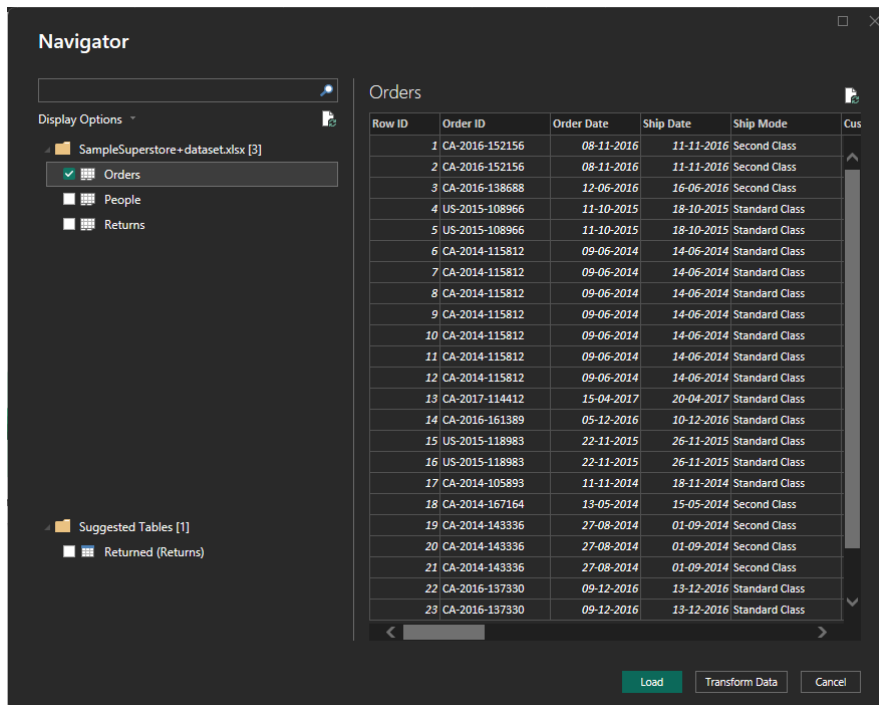 Navigator
Display Options
SampleSuperstore+dataset.xlsx [3]
Orders
People
Returns
Suggested Tables [1]
Returned (Returns)
Orders
Row ID Order ID Order Date Ship Date Ship Mode Cus
1 CA-2016-152156 08-11-2016 11-11-2016 Second Class
2 CA-2016-152156 08-11-2016 11-11-2016 Second Class
3 CA-2016-138688 12-06-2016 16-06-2016 Second Class
4 US-2015-108966 11-10-2015 18-10-2015 Standard Class
5 US-2015-108966 11-10-2015 18-10-2015 Standard Class
6 CA-2014-115812 09-06-2014 14-06-2014 Standard Class
7 CA-2014-115812 09-06-2014 14-06-2014 Standard Class
8 CA-2014-115812 09-06-2014 14-06-2014 Standard Class
9 CA-2014-115812 09-06-2014 14-06-2014 Standard Class
10 CA-2014-115812 09-06-2014 14-06-2014 Standard Class
11 CA-2014-115812 09-06-2014 14-06-2014 Standard Class
12 CA-2014-115812 09-06-2014 14-06-2014 Standard Class
13 CA-2017-114412 15-04-2017 20-04-2017 Standard Class
14 CA-2016-161389 05-12-2016 10-12-2016 Standard Class
15 US-2015-118983 22-11-2015 26-11-2015 Standard Class
16 US-2015-118983 22-11-2015 26-11-2015 Standard Class
17 CA-2014-105893 11-11-2014 18-11-2014 Standard Class
18 CA-2014-167164 13-05-2014 15-05-2014 Second Class
19 CA-2014-143336 27-08-2014 01-09-2014 Second Class
20 CA-2014-143336 27-08-2014 01-09-2014 Second Class
21 CA-2014-143336 27-08-2014 01-09-2014 Second Class
22 CA-2016-137330 09-12-2016 13-12-2016 Standard Class
23 CA-2016-137330 09-12-2016 13-12-2016 Standard Class
Load Transform Data Cancel